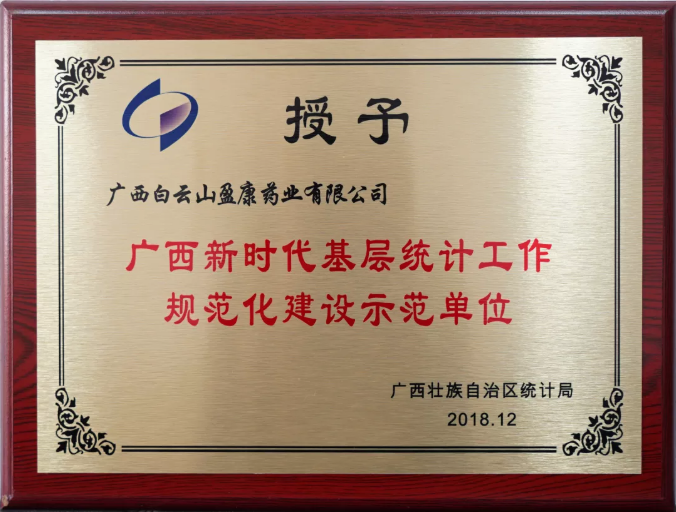 授予
广西白云山盈康药业有限公司
广西新时代基层统计工作
规范化建设示范单位
广西壮族自治区统计局
2018.12